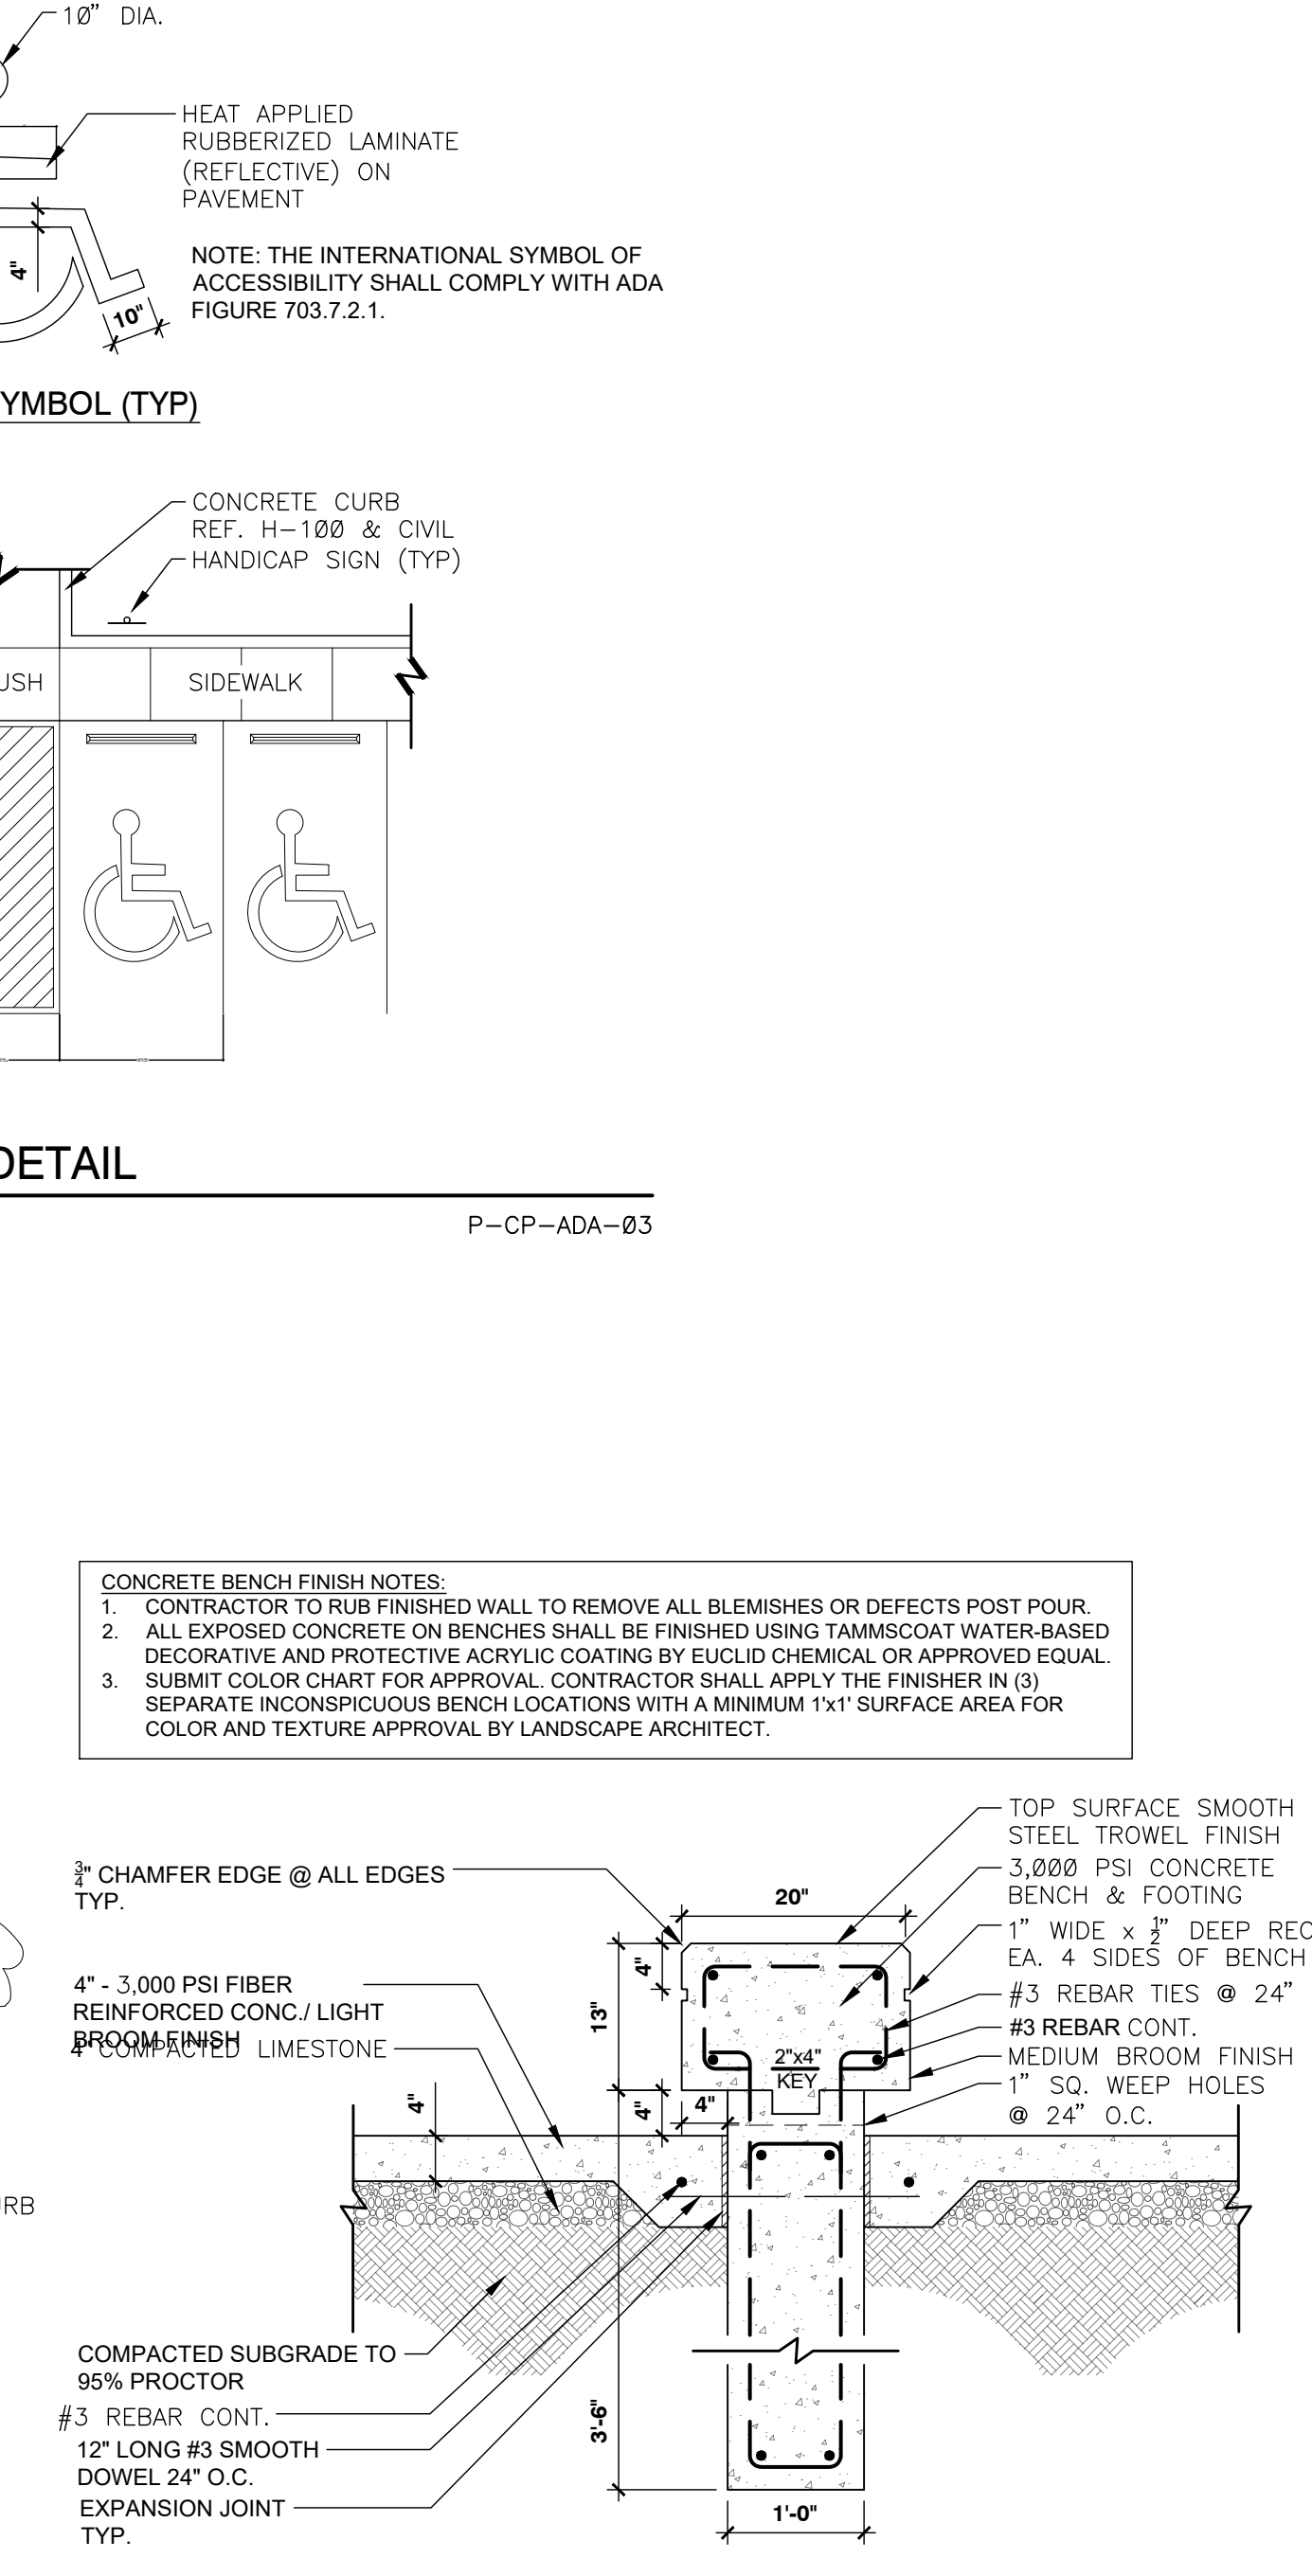 10" DIA.
HEAT APPLIED
RUBBERIZED LAMINATE
(REFLECTIVE) ON
PAVEMENT
4"
10"
NOTE: THE INTERNATIONAL SYMBOL OF
ACCESSIBILITY SHALL COMPLY WITH ADA
FIGURE 703.7.2.1.
YMBOL (TYP)
CONCRETE CURB
REF. H-100 & CIVIL
HANDICAP SIGN (TYP)
USH
SIDEWALK
DETAIL
P-CP-ADA-03
CONCRETE BENCH FINISH NOTES:
1. CONTRACTOR TO RUB FINISHED WALL TO REMOVE ALL BLEMISHES OR DEFECTS POST POUR.
2. ALL EXPOSED CONCRETE ON BENCHES SHALL BE FINISHED USING TAMMSCOAT WATER-BASED
DECORATIVE AND PROTECTIVE ACRYLIC COATING BY EUCLID CHEMICAL OR APPROVED EQUAL.
3. SUBMIT COLOR CHART FOR APPROVAL. CONTRACTOR SHALL APPLY THE FINISHER IN (3)
SEPARATE INCONSPICUOUS BENCH LOCATIONS WITH A MINIMUM 1'x1' SURFACE AREA FOR
COLOR AND TEXTURE APPROVAL BY LANDSCAPE ARCHITECT.
3/4" CHAMFER EDGE @ ALL EDGES
TYP.
4" - 3,000 PSI FIBER
REINFORCED CONC./ LIGHT
BROOM FINISH
4" COMPACTED LIMESTONE
URB
COMPACTED SUBGRADE TO
95% PROCTOR
#3 REBAR CONT.
12" LONG #3 SMOOTH
DOWEL 24" O.C.
EXPANSION JOINT
TYP.
20"
4"
13"
4"
4"
4"
2"x4"
KEY
3'-6"
1'-0"
TOP SURFACE SMOOTH
STEEL TROWEL FINISH
3,000 PSI CONCRETE
BENCH & FOOTING
1" WIDE x 1/2" DEEP REC
EA. 4 SIDES OF BENCH
#3 REBAR TIES @ 24"
#3 REBAR CONT.
MEDIUM BROOM FINISH
1" SQ. WEEP HOLES
@ 24" O.C.